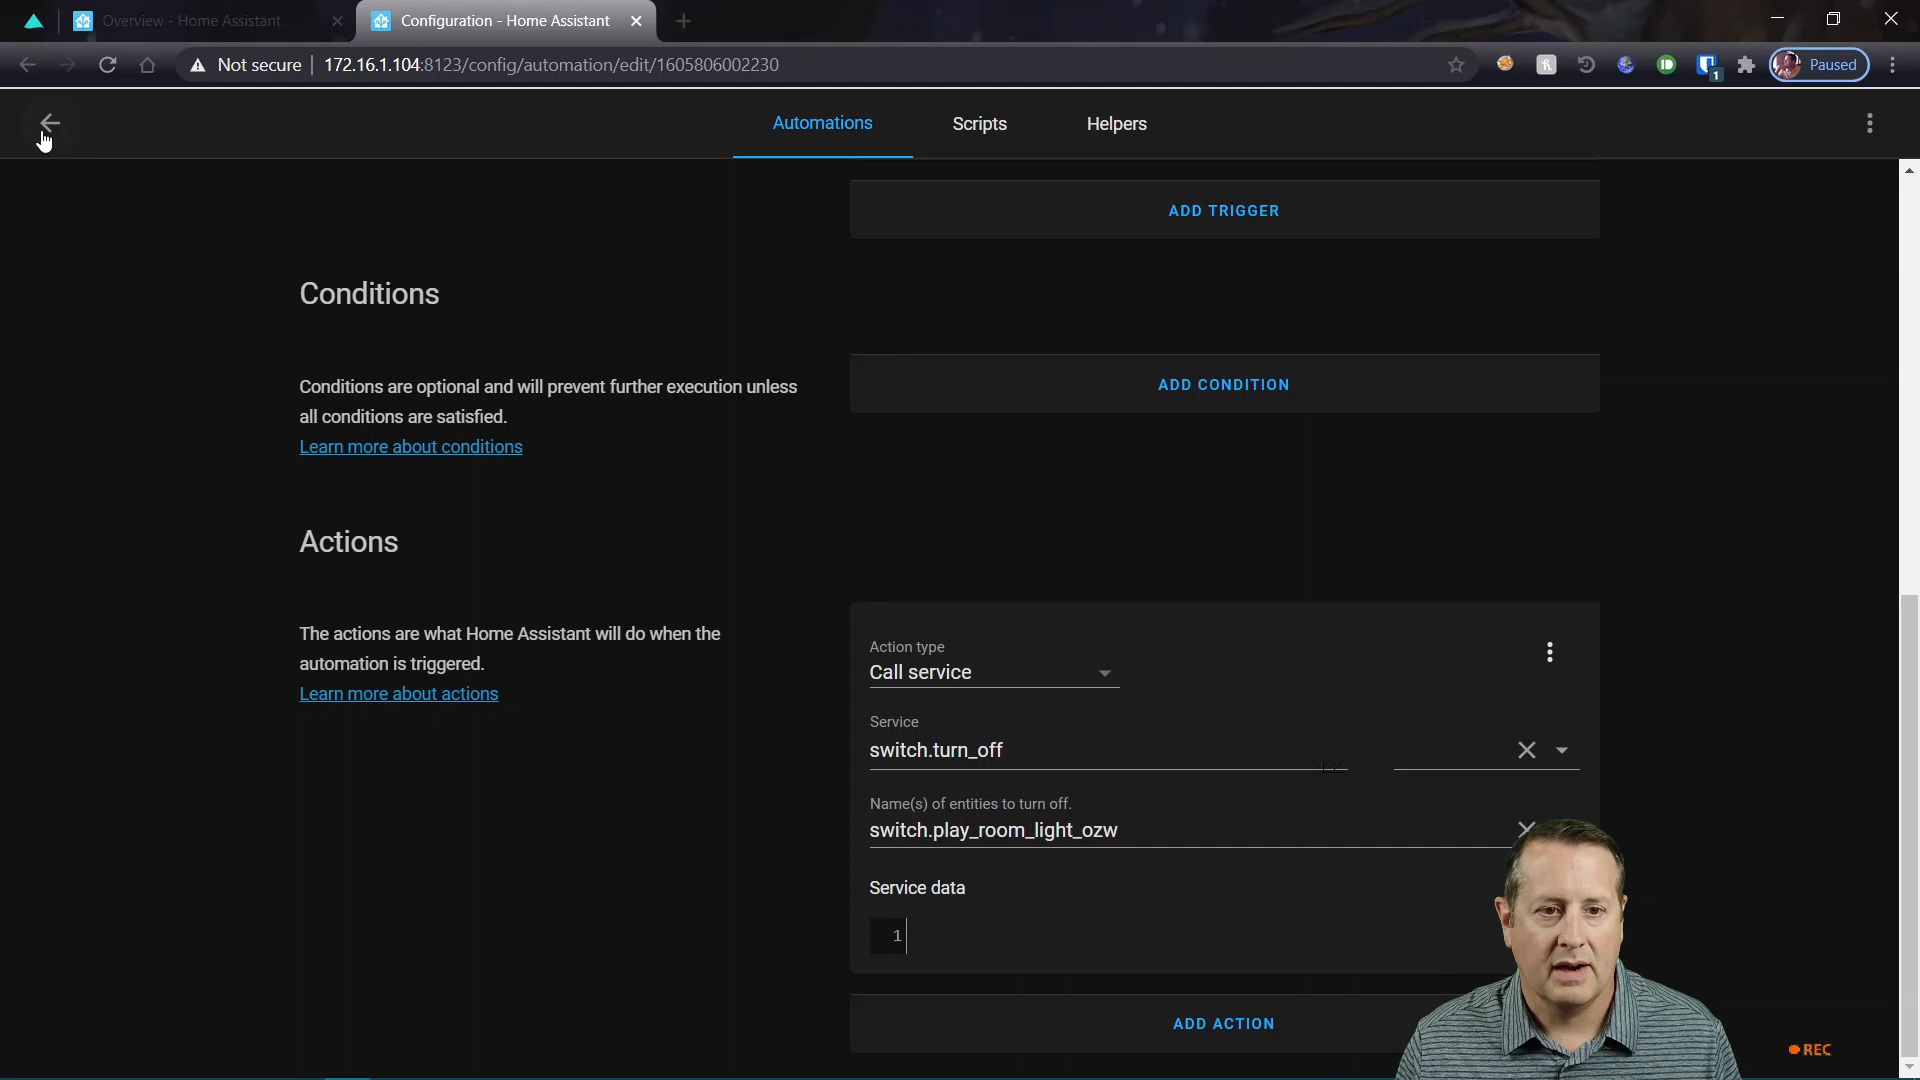 Overview - Home Assistant
Configuration - Home Assistant
Not secure
172.16.1.104:8123/config/automation/edit/1605806002230
1
Paused
Automations
Scripts
Helpers
ADD TRIGGER
Conditions
Conditions are optional and will prevent further execution unless
all conditions are satisfied.
Learn more about conditions
ADD CONDITION
Actions
The actions are what Home Assistant will do when the
automation is triggered.
Learn more about actions
Action type
Call service
Service
switch.turn_off
Name(s) of entities to turn off.
switch.play_room_light_ozw
Service data
1
ADD ACTION
REC